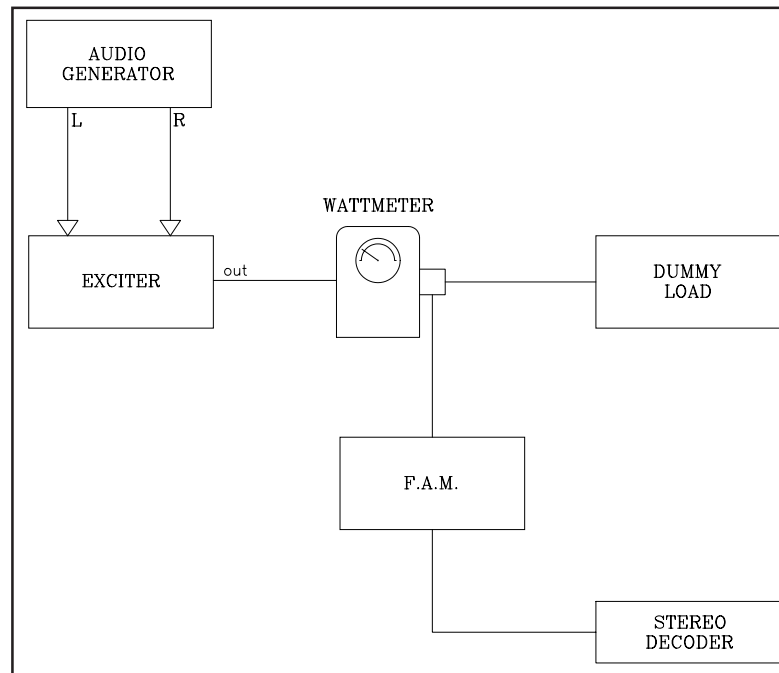 AUDIO
GENERATOR
L
R
WATTMETER
EXCITER
out
DUMMY
LOAD
F.A.M.
STEREO
DECODER